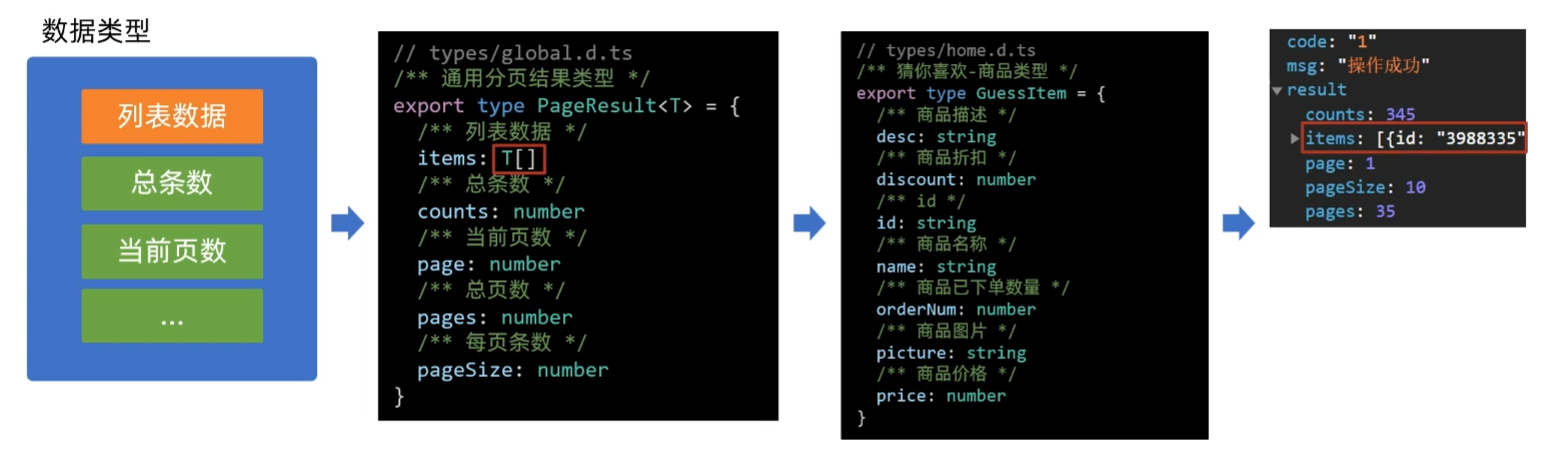 数据类型
列表数据
总条数
当前页数
...
// types/global.d.ts
/** 通用分页结果类型 */
export type PageResult<T> = {
/** 列表数据 */
items: T[]
/** 总条数 */
counts: number
/** 当前页数 */
page: number
/** 总页数 */
pages: number
/** 每页条数 */
pageSize: number
}
// types/home.d.ts
/** 猜你喜欢-商品类型 */
export type GuessItem = {
/** 商品描述 */
desc: string
/** 商品折扣 */
discount: number
/** id */
id: string
/** 商品名称 */
name: string
/** 商品已下单数量 */
orderNum: number
/** 商品图片 */
picture: string
/** 商品价格 */
price: number
}
code: "1"
msg: "操作成功"
result
counts: 345
items: [{id: "3988335"
page: 1
pageSize: 10
pages: 35